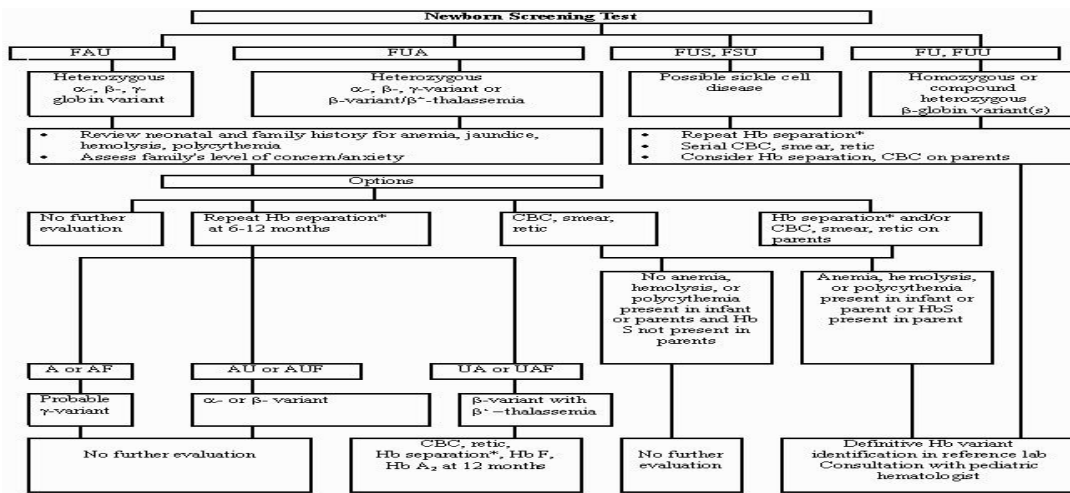 Newborn Screening Test
FAU
FUA
FUS, FSU
FU, FUU
Heterozygous
α-, β-, γ-
globin variant
Heterozygous
α-, β-, γ-variant or
β-variant/β⁺-thalassemia
Possible sickle cell
disease
Homozygous or
compound
heterozygous
β-globin variant(s)
• Review neonatal and family history for anemia, jaundice,
hemolysis, polycythemia
• Assess family's level of concern/anxiety
• Repeat Hb separation*
• Serial CBC, smear, retic
• Consider Hb separation, CBC on parents
Options
No further
evaluation
Repeat Hb separation*
at 6-12 months
CBC, smear,
retic
Hb separation* and/or
CBC, smear, retic on
parents
No anemia,
hemolysis, or
polycythemia
present in infant
or parents and Hb
S not present in
parents
Anemia, hemolysis,
or polycythemia
present in infant or
parent or HbS
present in parent
A or AF
AU or AUF
UA or UAF
Probable
γ-variant
α- or β- variant
β-variant with
β⁺–thalassemia
No further evaluation
CBC, retic,
Hb separation*, Hb F,
Hb A₂ at 12 months
No further
evaluation
Definitive Hb variant
identification in reference lab
Consultation with pediatric
hematologist